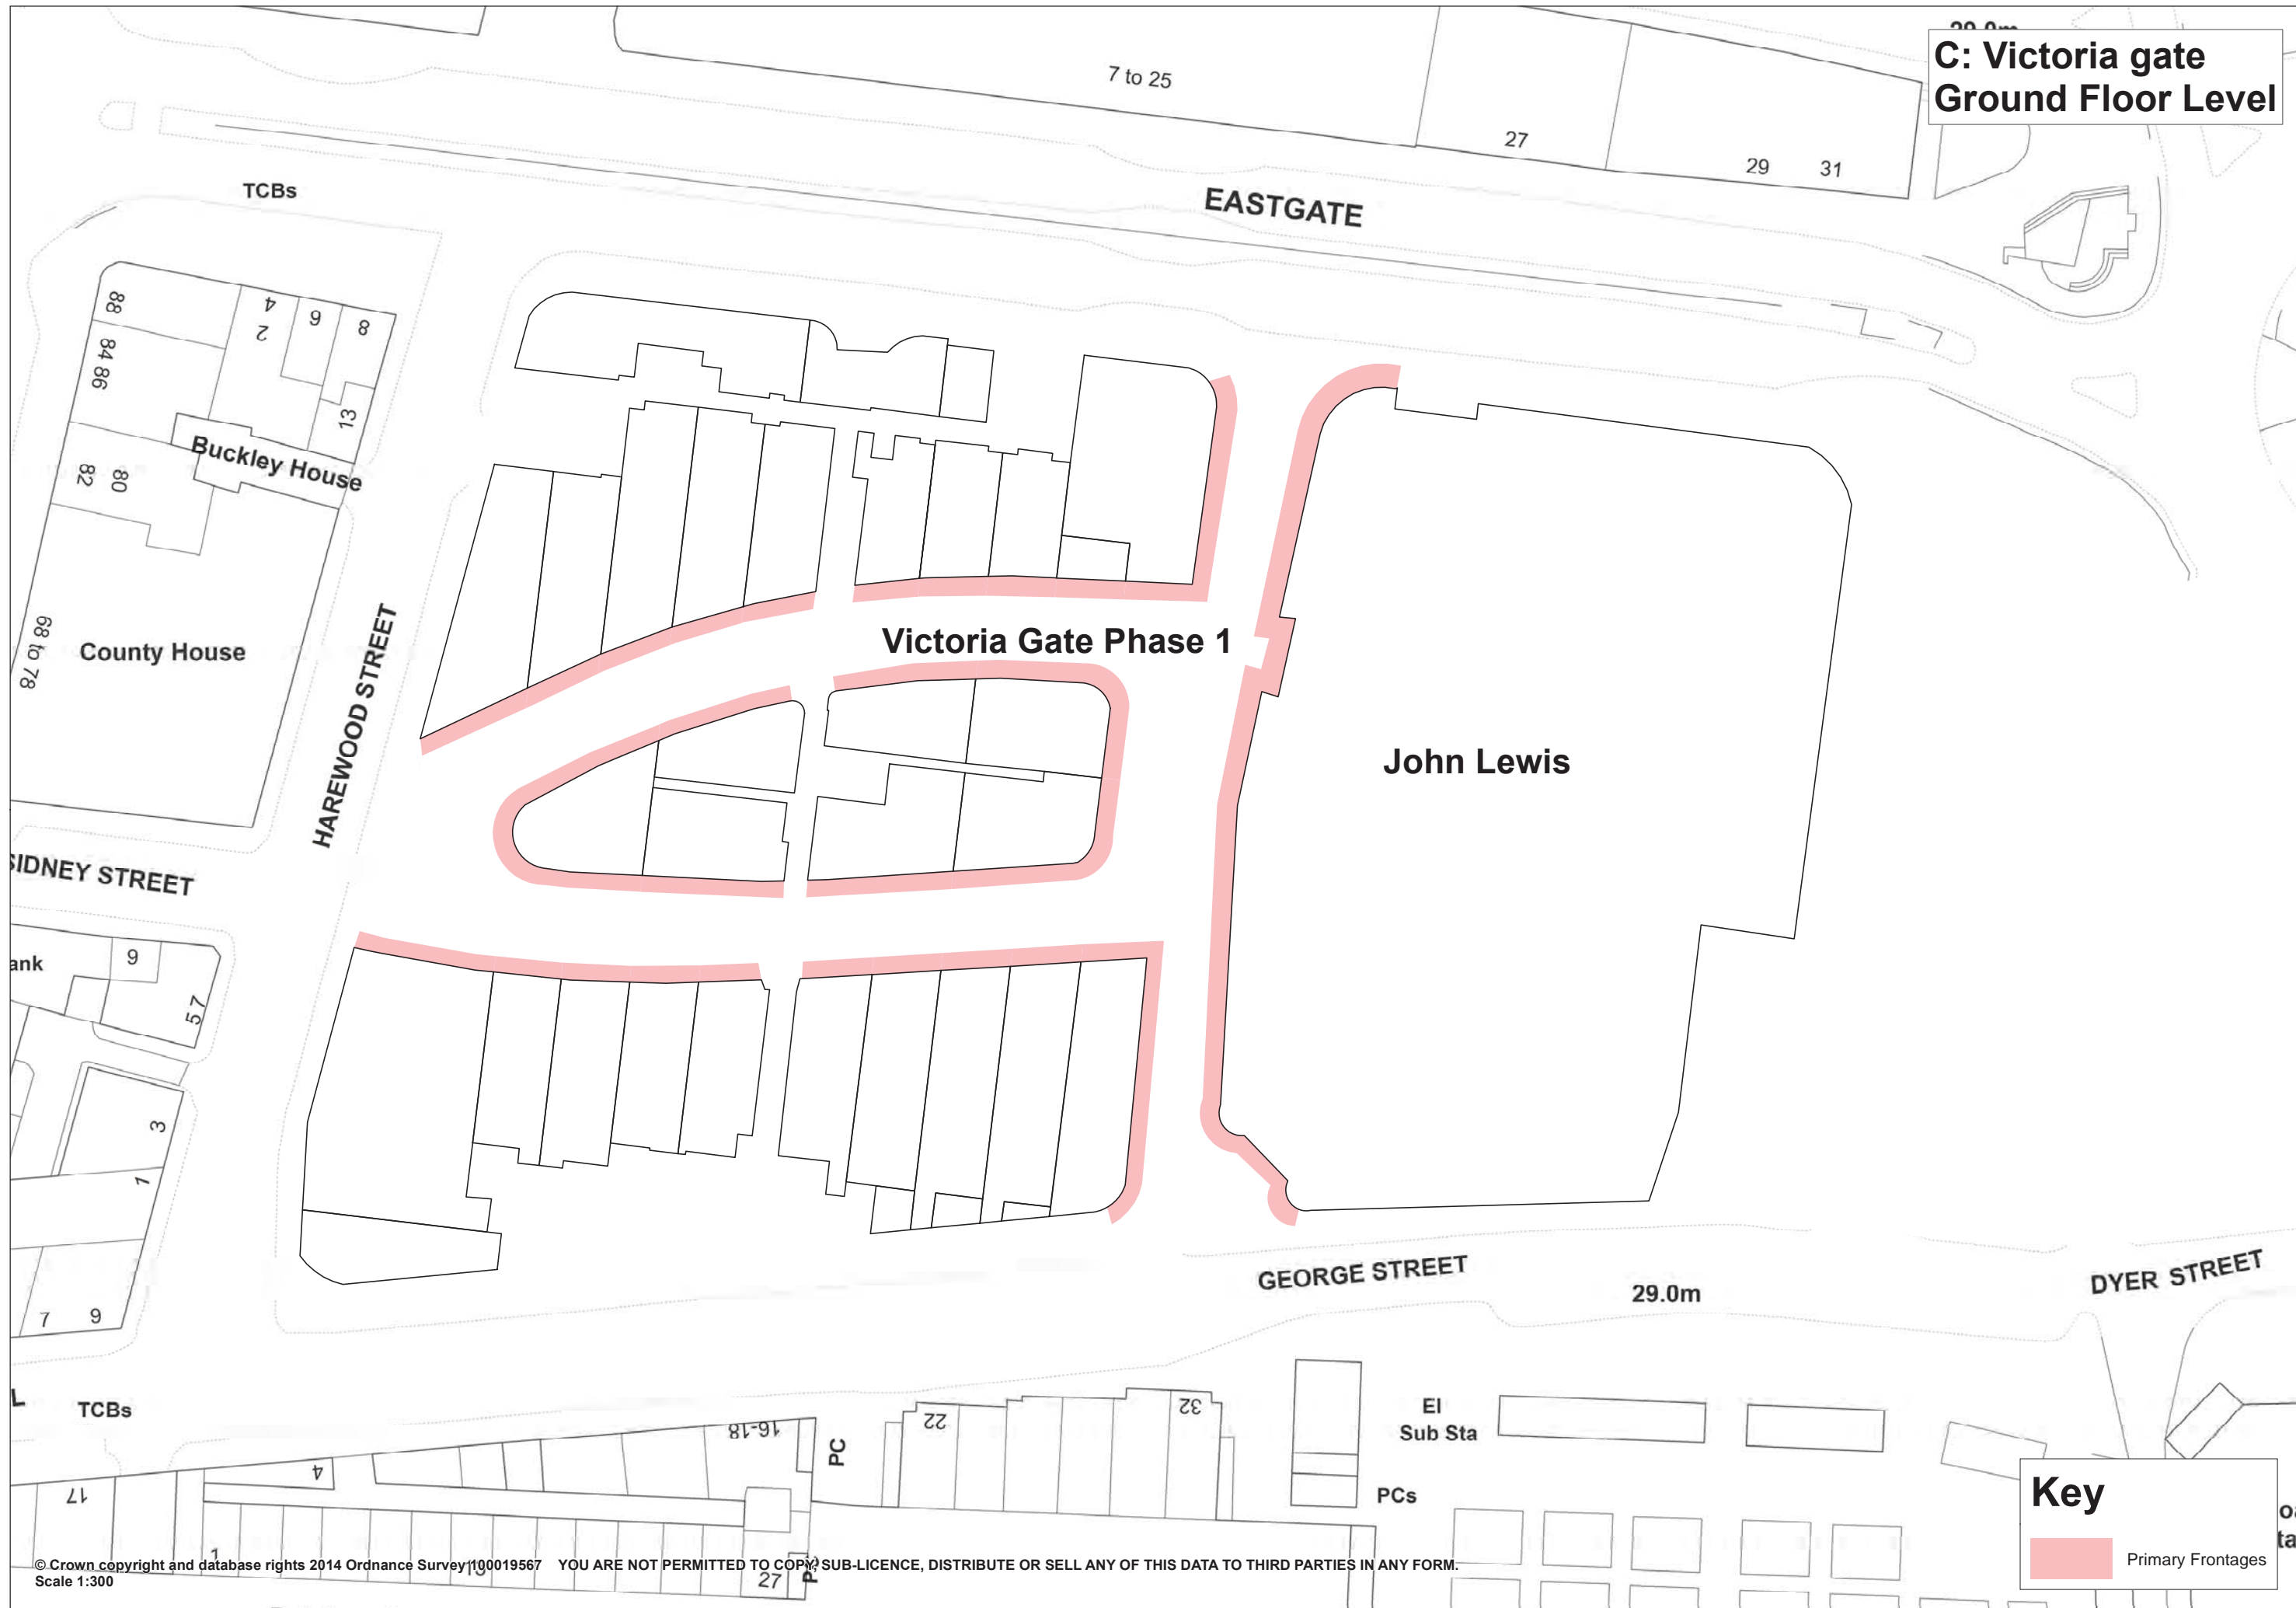 C: Victoria gate
Ground Floor Level
7 to 25
27
29 31
EASTGATE
TCBs
88
4
2
6
8
84 86
13
Buckley House
82
80
68 to 78
County House
HAREWOOD STREET
Victoria Gate Phase 1
John Lewis
SIDNEY STREET
ank
9
5 7
3
1
7
9
GEORGE STREET
29.0m
DYER STREET
L
TCBs
16-18
PC
22
32
El
Sub Sta
PCs
4
17
1
27
Key
Primary Frontages
© Crown copyright and database rights 2014 Ordnance Survey 100019567 YOU ARE NOT PERMITTED TO COPY, SUB-LICENCE, DISTRIBUTE OR SELL ANY OF THIS DATA TO THIRD PARTIES IN ANY FORM.
Scale 1:300